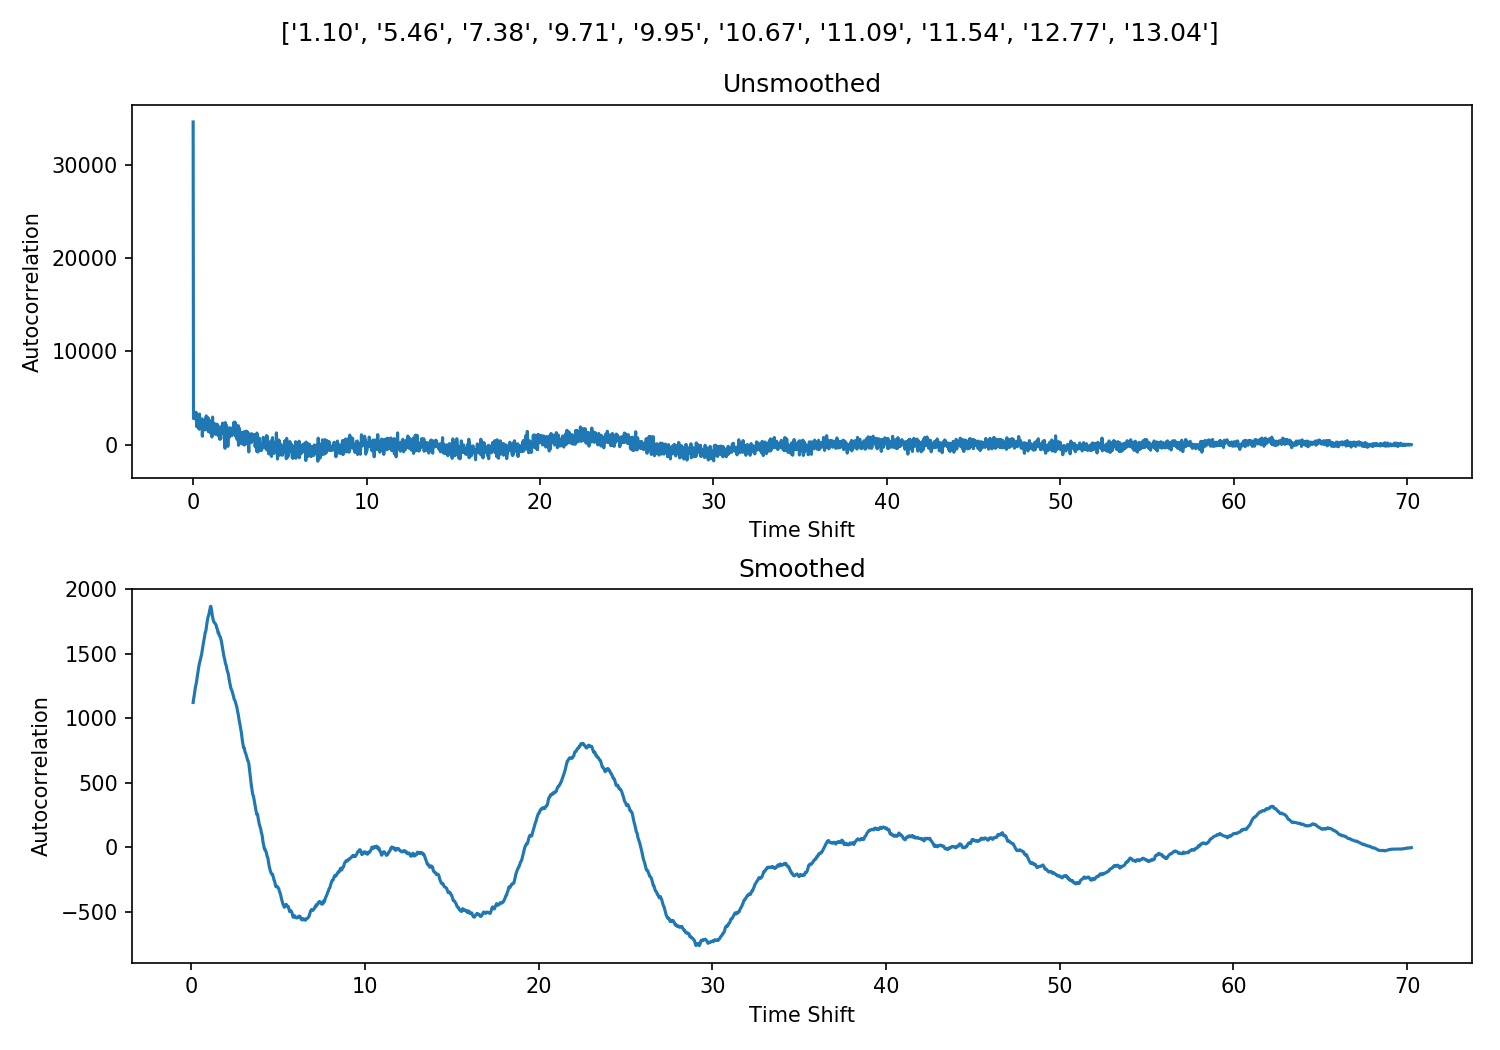 ['1.10', '5.46', '7.38', '9.71', '9.95', '10.67', '11.09', '11.54', '12.77', '13.04']
Unsmoothed
Autocorrelation
30000
20000
10000
0
0 10 20 30 40 50 60 70
Time Shift
Smoothed
Autocorrelation
2000
1500
1000
500
0
−500
0 10 20 30 40 50 60 70
Time Shift